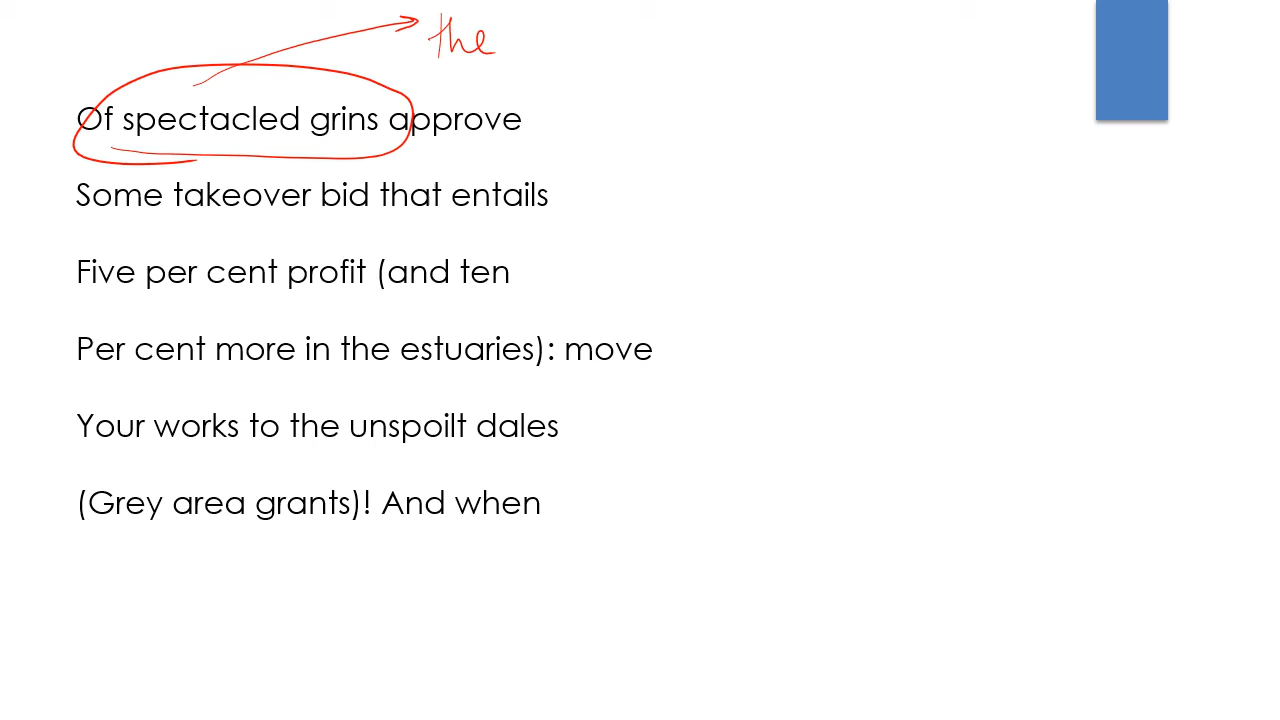 the
Of spectacled grins approve
Some takeover bid that entails
Five per cent profit (and ten
Per cent more in the estuaries): move
Your works to the unspoilt dales
(Grey area grants)! And when